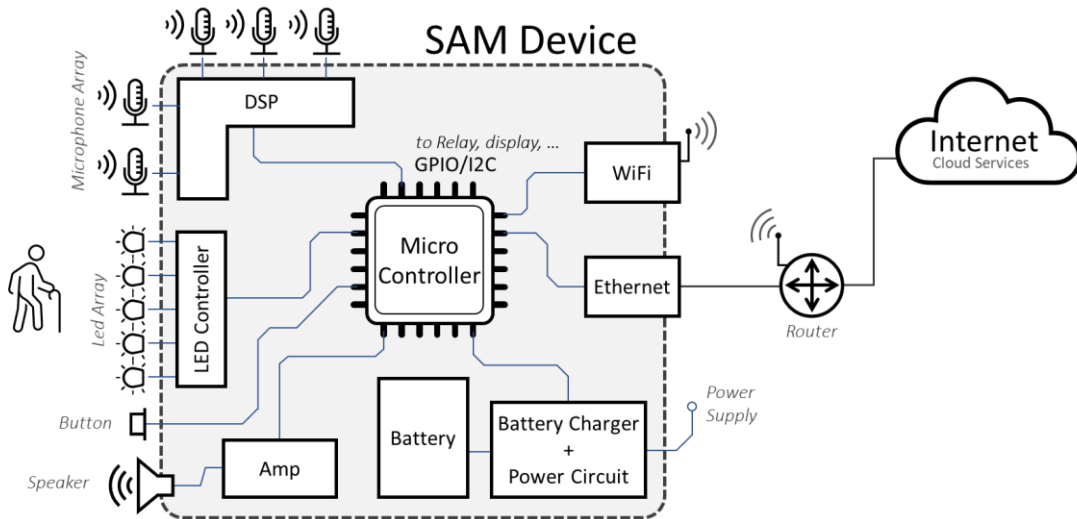 SAM Device
Microphone Array
DSP
to Relay, display, ...
GPIO/I2C
WiFi
Internet
Cloud Services
Micro
Controller
Ethernet
Router
Led Array
LED Controller
Button
Speaker
Amp
Battery
Battery Charger
+
Power Circuit
Power
Supply